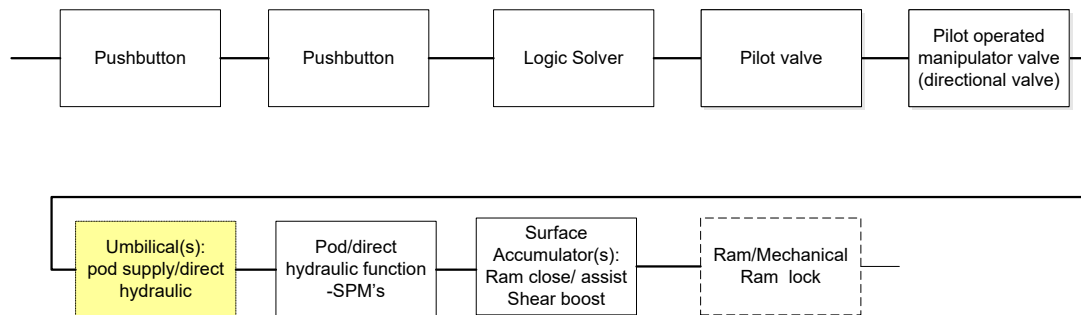 Pushbutton
Pushbutton
Logic Solver
Pilot valve
Pilot operated
manipulator valve
(directional valve)
Umbilical(s):
pod supply/direct
hydraulic
Pod/direct
hydraulic function
-SPM's
Surface
Accumulator(s):
Ram close/ assist
Shear boost
Ram/Mechanical
Ram lock